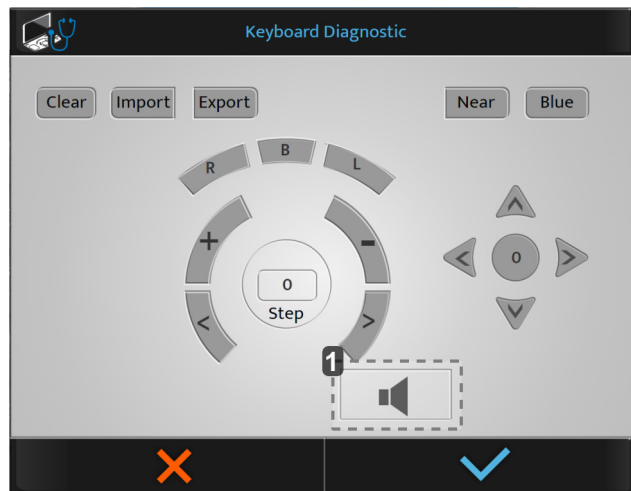 Keyboard Diagnostic
Clear Import Export Near Blue
R B L
+ -
0
0
Step
< >
1